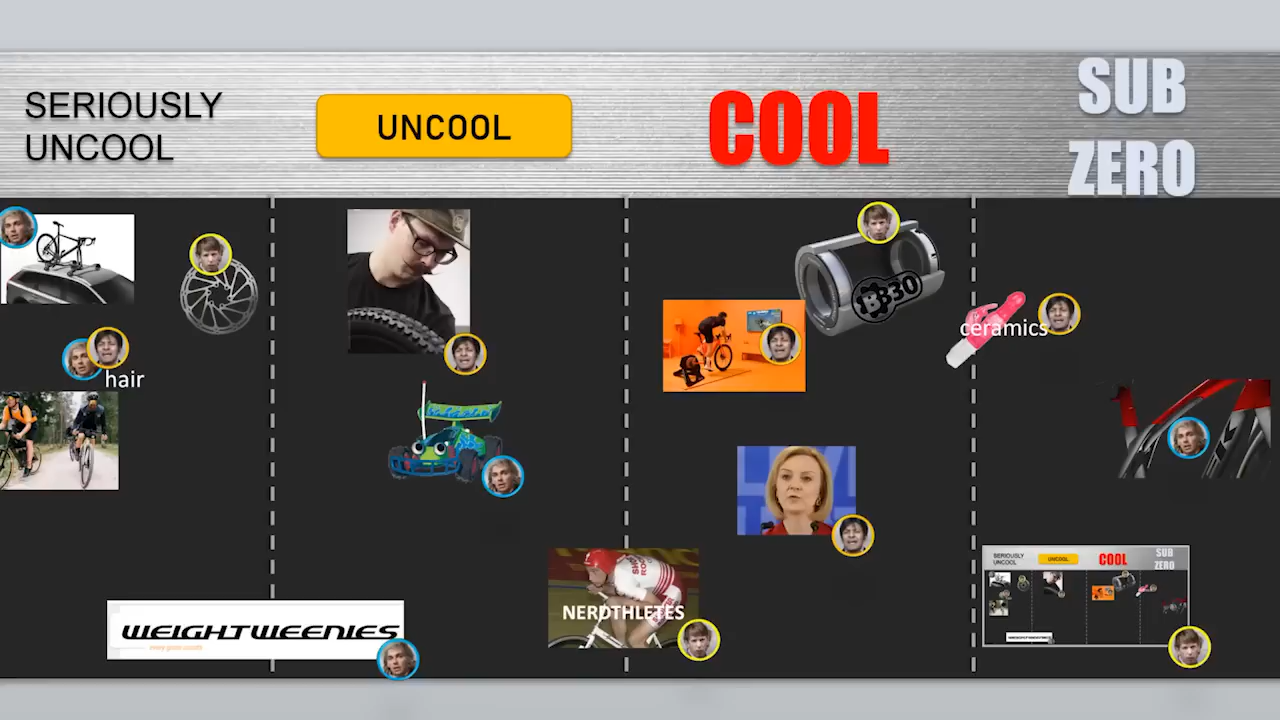 SERIOUSLY
UNCOOL
UNCOOL
COOL
SUB
ZERO
BB30
ceramics
hair
NERDTHLETES
WEIGHTWEENIES
SERIOUSLY
UNCOOL
UNCOOL
COOL
SUB
ZERO